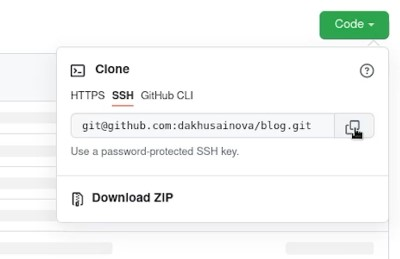 Code
Clone
HTTPS SSH GitHub CLI
git@github.com:dakhusainova/blog.git
Use a password-protected SSH key.
Download ZIP